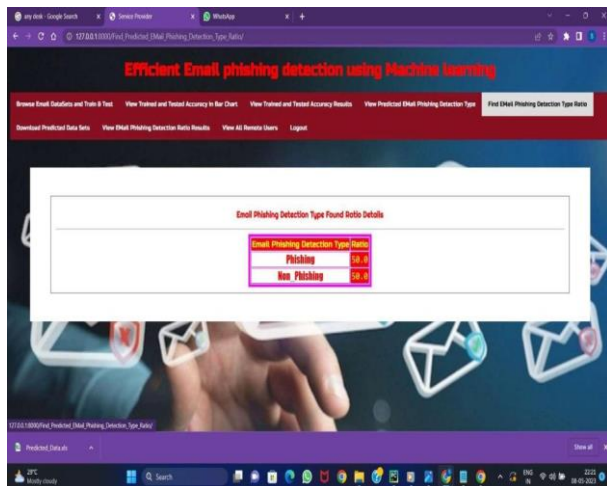 any desk - Google Search
Service Provider
WhatsApp
127.0.0.1:8000/Find_Predicted_EMail_Phishing_Detection_Type_Ratio/
Efficient Email phishing detection using Machine learning
Browse Email DataSets and Train & Test
View Trained and Tested Accuracy in Bar Chart
View Trained and Tested Accuracy Results
View Predicted EMail Phishing Detection Type
Find EMail Phishing Detection Type Ratio
Download Predicted Data Sets
View EMail Phishing Detection Ratio Results
View All Remote Users
Logout
Email Phishing Detection Type Found Ratio Details
Email Phishing Detection Type Ratio
Phishing 50.0
Non_Phishing 50.0
127.0.0.1:8000/Find_Predicted_EMail_Phishing_Detection_Type_Ratio/
Predicted_Data.xls
Show all
29°C
Mostly cloudy
Search
ENG
IN
22:21